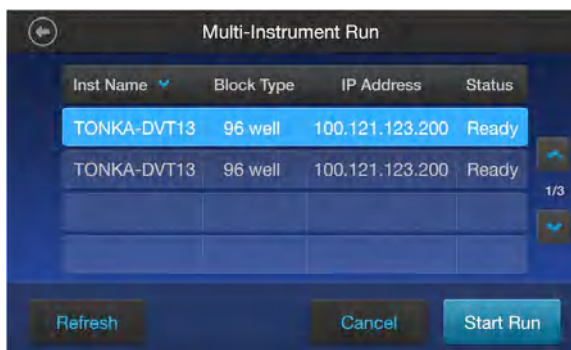 Multi-Instrument Run
Inst Name Block Type IP Address Status
TONKA-DVT13 96 well 100.121.123.200 Ready
TONKA-DVT13 96 well 100.121.123.200 Ready
1/3
Refresh Cancel Start Run